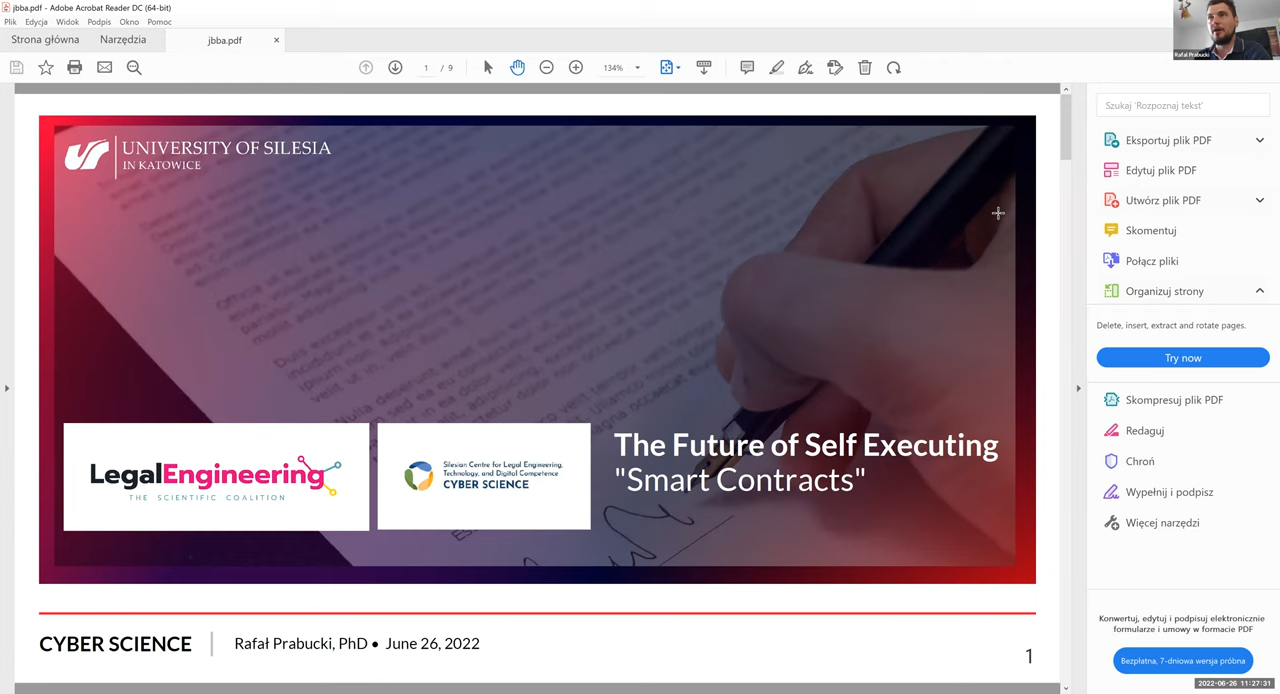 jbba.pdf - Adobe Acrobat Reader DC (64-bit)
Plik Edycja Widok Podpis Okno Pomoc
Strona główna Narzędzia jbba.pdf ×
1 / 9 134%
Rafał Prabucki
UNIVERSITY OF SILESIA
IN KATOWICE
LegalEngineering
THE SCIENTIFIC COALITION
Silesian Centre for Legal Engineering,
Technology, and Digital Competence
CYBER SCIENCE
The Future of Self Executing
"Smart Contracts"
CYBER SCIENCE Rafał Prabucki, PhD • June 26, 2022
1
Szukaj 'Rozpoznaj tekst'
Eksportuj plik PDF
Edytuj plik PDF
Utwórz plik PDF
Skomentuj
Połącz pliki
Organizuj strony
Delete, insert, extract and rotate pages.
Try now
Skompresuj plik PDF
Redaguj
Chroń
Wypełnij i podpisz
Więcej narzędzi
Konwertuj, edytuj i podpisuj elektronicznie
formularze i umowy w formacie PDF
Bezpłatna, 7-dniowa wersja próbna
2022-06-26 11:27:31